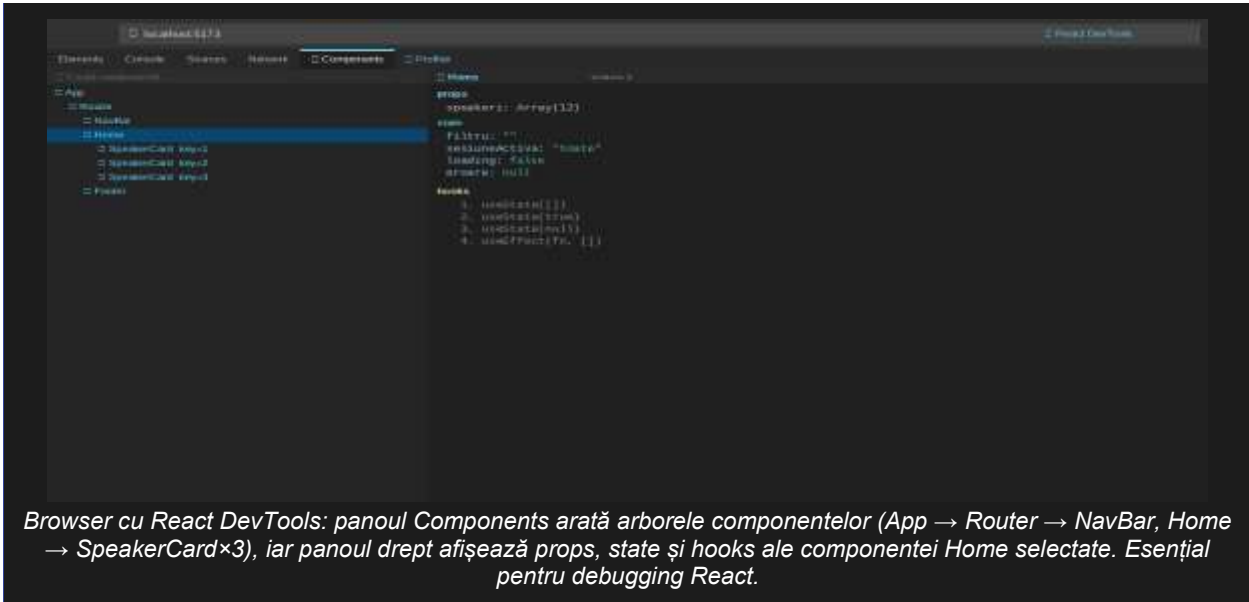 localhost:5173
React DevTools
Elements Console Sources Network Components Profiler
App
Router
NavBar
Home
SpeakerCard key=1
SpeakerCard key=2
SpeakerCard key=3
Footer
Home
props
speakeri: Array(12)
state
filtru: ""
sesiuneActiva: "toate"
loading: false
eroare: null
hooks
1. useState([])
2. useState(true)
3. useState(null)
4. useEffect(fn, [])
Browser cu React DevTools: panoul Components arată arborele componentelor (App → Router → NavBar, Home
→ SpeakerCard×3), iar panoul drept afișează props, state și hooks ale componentei Home selectate. Esențial
pentru debugging React.